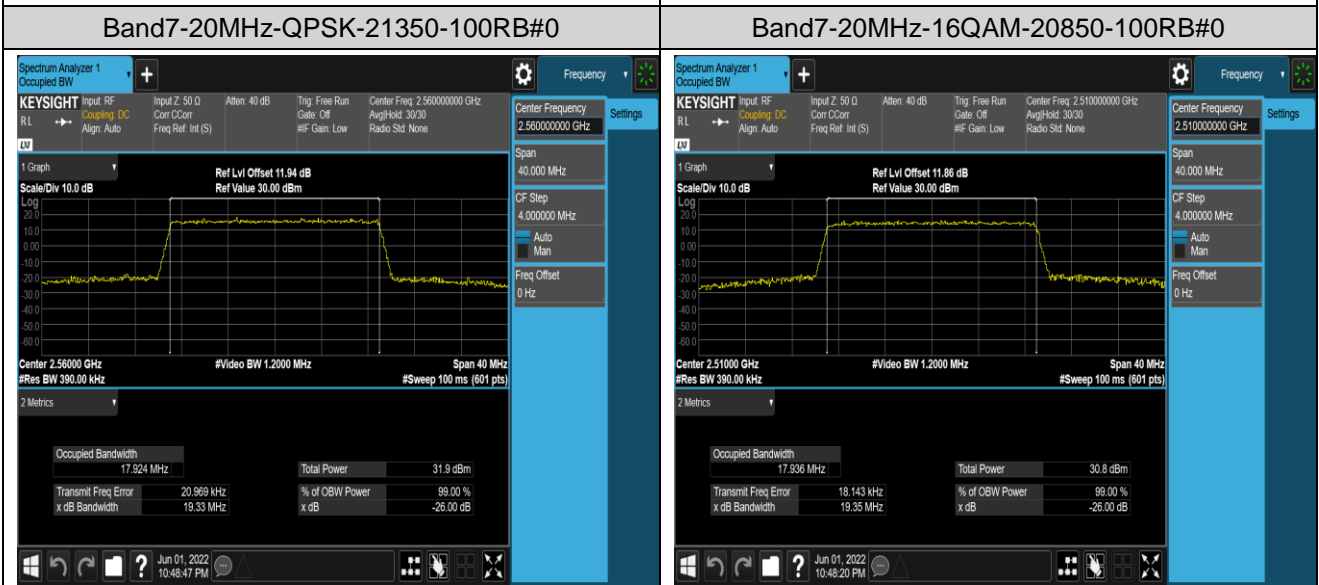 Band7-20MHz-QPSK-21350-100RB#0
Spectrum Analyzer 1
Occupied BW
+
Frequency
KEYSIGHT
RL
LXI
Input: RF
Coupling: DC
Align: Auto
Input Z: 50 Ω
Corr CCorr
Freq Ref: Int (S)
Atten: 40 dB
Trig: Free Run
Gate: Off
#IF Gain: Low
Center Freq: 2.560000000 GHz
Avg|Hold: 30/30
Radio Std: None
Center Frequency
2.560000000 GHz
Settings
Span
40.000 MHz
CF Step
4.000000 MHz
Auto
Man
Freq Offset
0 Hz
1 Graph
Scale/Div 10.0 dB
Ref Lvl Offset 11.94 dB
Ref Value 30.00 dBm
Log
20.0
10.0
0.00
-10.0
-20.0
-30.0
-40.0
-50.0
-60.0
Center 2.56000 GHz
#Video BW 1.2000 MHz
Span 40 MHz
#Res BW 390.00 kHz
#Sweep 100 ms (601 pts)
2 Metrics
Occupied Bandwidth
17.924 MHz
Total Power 31.9 dBm
Transmit Freq Error 20.969 kHz
% of OBW Power 99.00 %
x dB Bandwidth 19.33 MHz
x dB -26.00 dB
?
Jun 01, 2022
10:48:47 PM
Band7-20MHz-16QAM-20850-100RB#0
Spectrum Analyzer 1
Occupied BW
+
Frequency
KEYSIGHT
RL
LXI
Input: RF
Coupling: DC
Align: Auto
Input Z: 50 Ω
Corr CCorr
Freq Ref: Int (S)
Atten: 40 dB
Trig: Free Run
Gate: Off
#IF Gain: Low
Center Freq: 2.510000000 GHz
Avg|Hold: 30/30
Radio Std: None
Center Frequency
2.510000000 GHz
Settings
Span
40.000 MHz
CF Step
4.000000 MHz
Auto
Man
Freq Offset
0 Hz
1 Graph
Scale/Div 10.0 dB
Ref Lvl Offset 11.86 dB
Ref Value 30.00 dBm
Log
20.0
10.0
0.00
-10.0
-20.0
-30.0
-40.0
-50.0
-60.0
Center 2.51000 GHz
#Video BW 1.2000 MHz
Span 40 MHz
#Res BW 390.00 kHz
#Sweep 100 ms (601 pts)
2 Metrics
Occupied Bandwidth
17.936 MHz
Total Power 30.8 dBm
Transmit Freq Error 18.143 kHz
% of OBW Power 99.00 %
x dB Bandwidth 19.35 MHz
x dB -26.00 dB
?
Jun 01, 2022
10:48:20 PM